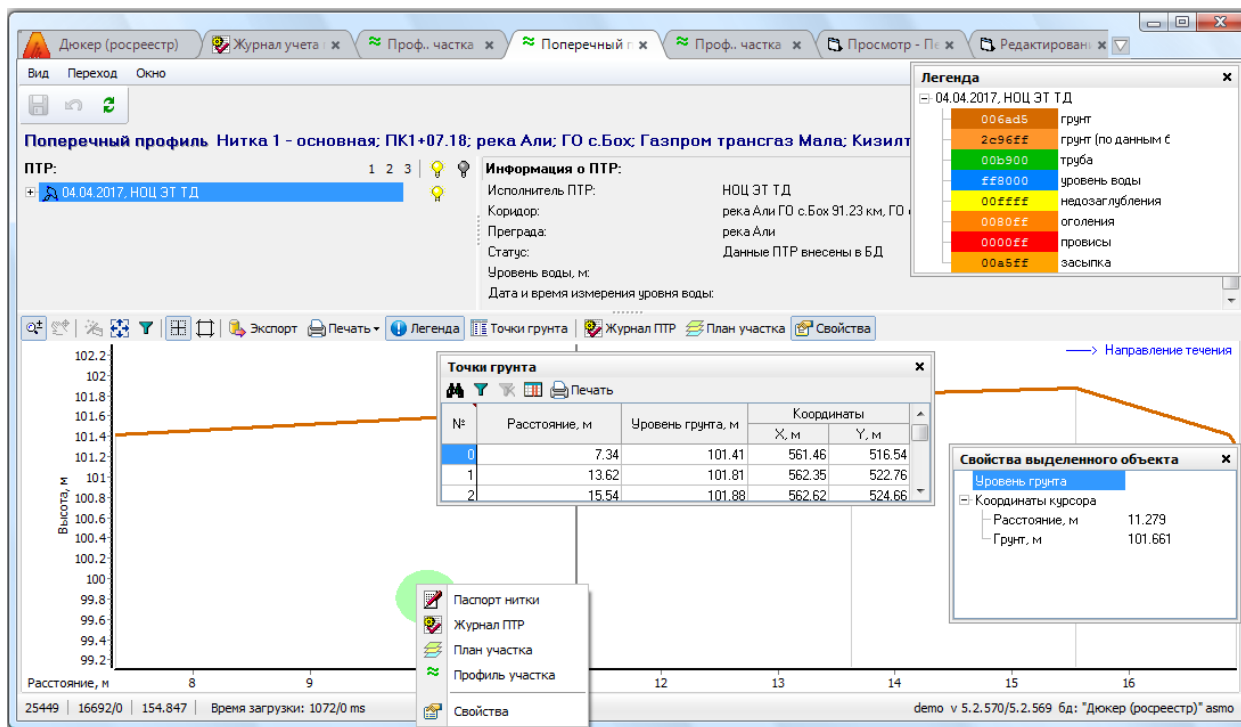 Дюкер (росреестр)
Журнал учета
Проф.. частка
Поперечный п
Проф.. частка
Просмотр - Пе
Редактирован
Вид Переход Окно
Поперечный профиль Нитка 1 - основная; ПК1+07.18; река Али; ГО с.Бох; Газпром трансгаз Мала; Кизилт
ПТР: 1 2 3
04.04.2017, НОЦ ЭТ ТД
Информация о ПТР:
Исполнитель ПТР: НОЦ ЭТ ТД
Коридор: река Али ГО с.Бох 91.23 км, ГО
Преграда: река Али
Статус: Данные ПТР внесены в БД
Уровень воды, м:
Дата и время измерения уровня воды:
Легенда
04.04.2017, НОЦ ЭТ ТД
006ad5 грунт
2c96ff грунт (по данным б
00b900 труба
ff8000 уровень воды
00ffff недозаглубления
0080ff оголения
0000ff провисы
00a5ff засыпка
Экспорт Печать Легенда Точки грунта Журнал ПТР План участка Свойства
Направление течения
Высота, м
102.2
102
101.8
101.6
101.4
101.2
101
100.8
100.6
100.4
100.2
100
99.8
99.6
99.4
99.2
Точки грунта
Печать
№ Расстояние, м Уровень грунта, м Координаты
X, м Y, м
0 7.34 101.41 561.46 516.54
1 13.62 101.81 562.35 522.76
2 15.54 101.88 562.62 524.66
Свойства выделенного объекта
Уровень грунта
Координаты курсора
Расстояние, м 11.279
Грунт, м 101.661
Паспорт нитки
Журнал ПТР
План участка
Профиль участка
Свойства
Расстояние, м 8 9 12 13 14 15 16
25449 16692/0 154.847 Время загрузки: 1072/0 ms demo v 5.2.570/5.2.569 бд: "Дюкер (росреестр)" asmo